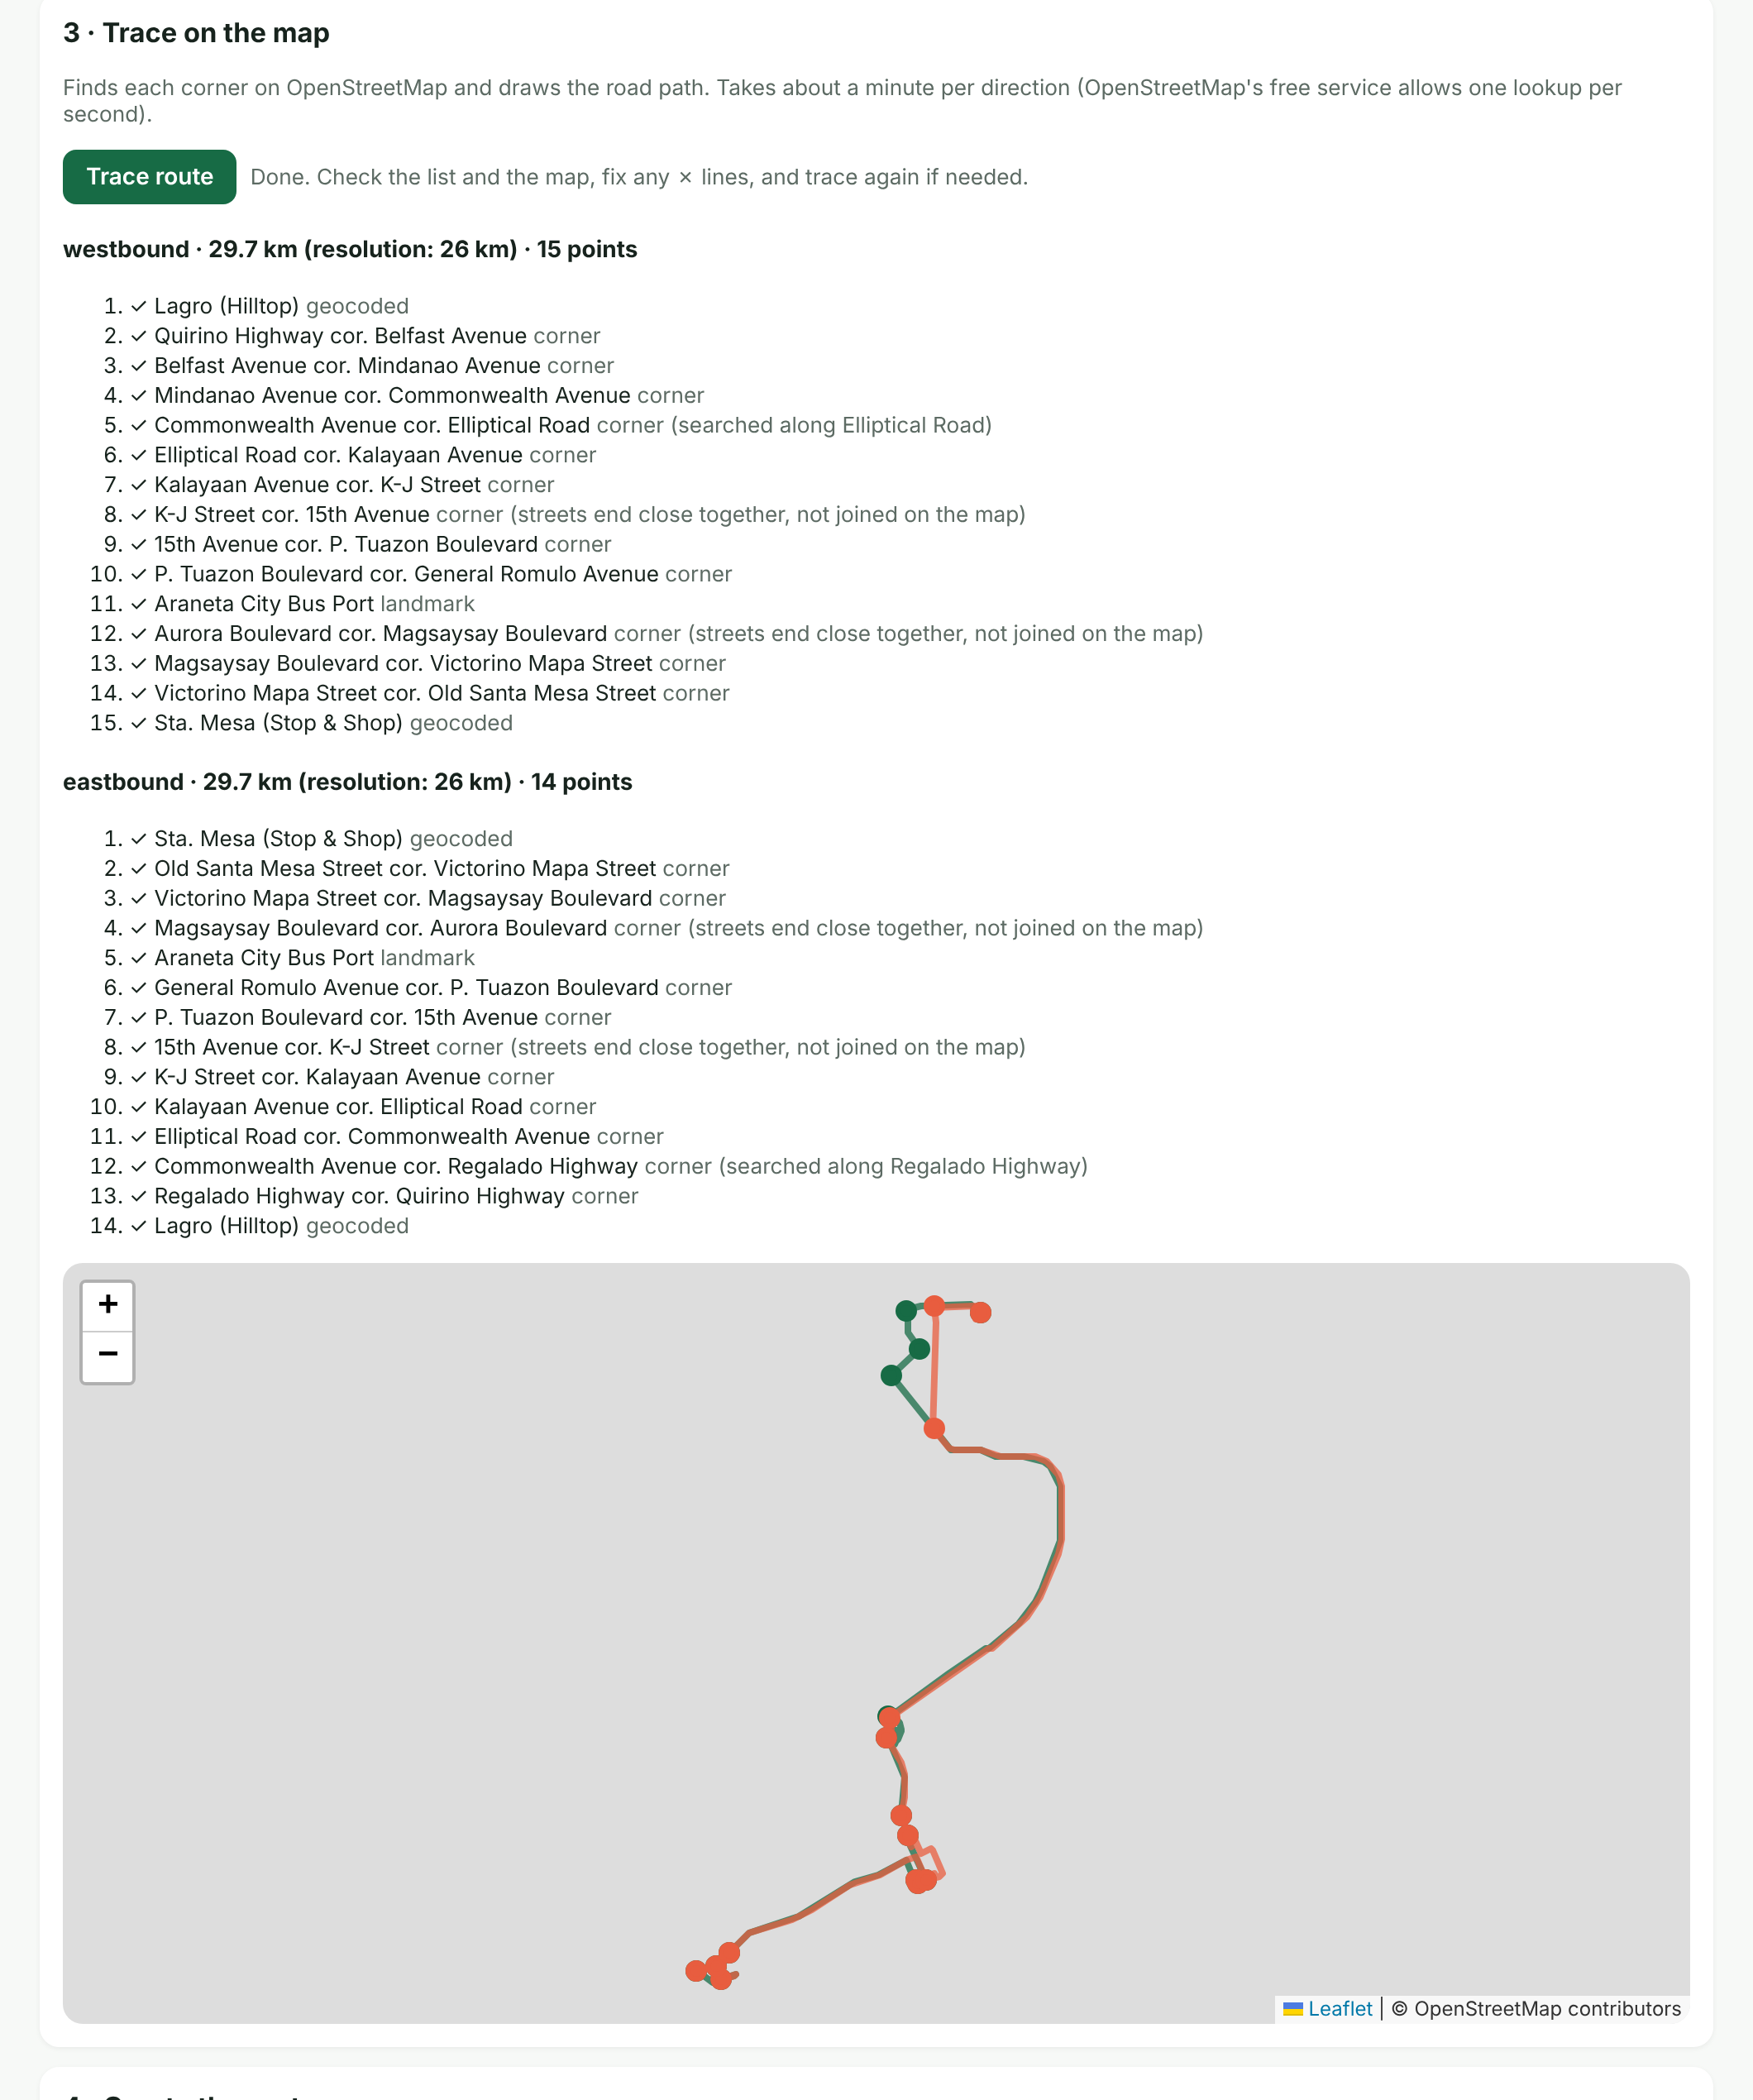 3 · Trace on the map
Finds each corner on OpenStreetMap and draws the road path. Takes about a minute per direction (OpenStreetMap's free service allows one lookup per
second).
Trace route Done. Check the list and the map, fix any × lines, and trace again if needed.
westbound · 29.7 km (resolution: 26 km) · 15 points
1. ✓ Lagro (Hilltop) geocoded
2. ✓ Quirino Highway cor. Belfast Avenue corner
3. ✓ Belfast Avenue cor. Mindanao Avenue corner
4. ✓ Mindanao Avenue cor. Commonwealth Avenue corner
5. ✓ Commonwealth Avenue cor. Elliptical Road corner (searched along Elliptical Road)
6. ✓ Elliptical Road cor. Kalayaan Avenue corner
7. ✓ Kalayaan Avenue cor. K-J Street corner
8. ✓ K-J Street cor. 15th Avenue corner (streets end close together, not joined on the map)
9. ✓ 15th Avenue cor. P. Tuazon Boulevard corner
10. ✓ P. Tuazon Boulevard cor. General Romulo Avenue corner
11. ✓ Araneta City Bus Port landmark
12. ✓ Aurora Boulevard cor. Magsaysay Boulevard corner (streets end close together, not joined on the map)
13. ✓ Magsaysay Boulevard cor. Victorino Mapa Street corner
14. ✓ Victorino Mapa Street cor. Old Santa Mesa Street corner
15. ✓ Sta. Mesa (Stop & Shop) geocoded
eastbound · 29.7 km (resolution: 26 km) · 14 points
1. ✓ Sta. Mesa (Stop & Shop) geocoded
2. ✓ Old Santa Mesa Street cor. Victorino Mapa Street corner
3. ✓ Victorino Mapa Street cor. Magsaysay Boulevard corner
4. ✓ Magsaysay Boulevard cor. Aurora Boulevard corner (streets end close together, not joined on the map)
5. ✓ Araneta City Bus Port landmark
6. ✓ General Romulo Avenue cor. P. Tuazon Boulevard corner
7. ✓ P. Tuazon Boulevard cor. 15th Avenue corner
8. ✓ 15th Avenue cor. K-J Street corner (streets end close together, not joined on the map)
9. ✓ K-J Street cor. Kalayaan Avenue corner
10. ✓ Kalayaan Avenue cor. Elliptical Road corner
11. ✓ Elliptical Road cor. Commonwealth Avenue corner
12. ✓ Commonwealth Avenue cor. Regalado Highway corner (searched along Regalado Highway)
13. ✓ Regalado Highway cor. Quirino Highway corner
14. ✓ Lagro (Hilltop) geocoded
+
−
Leaflet | © OpenStreetMap contributors